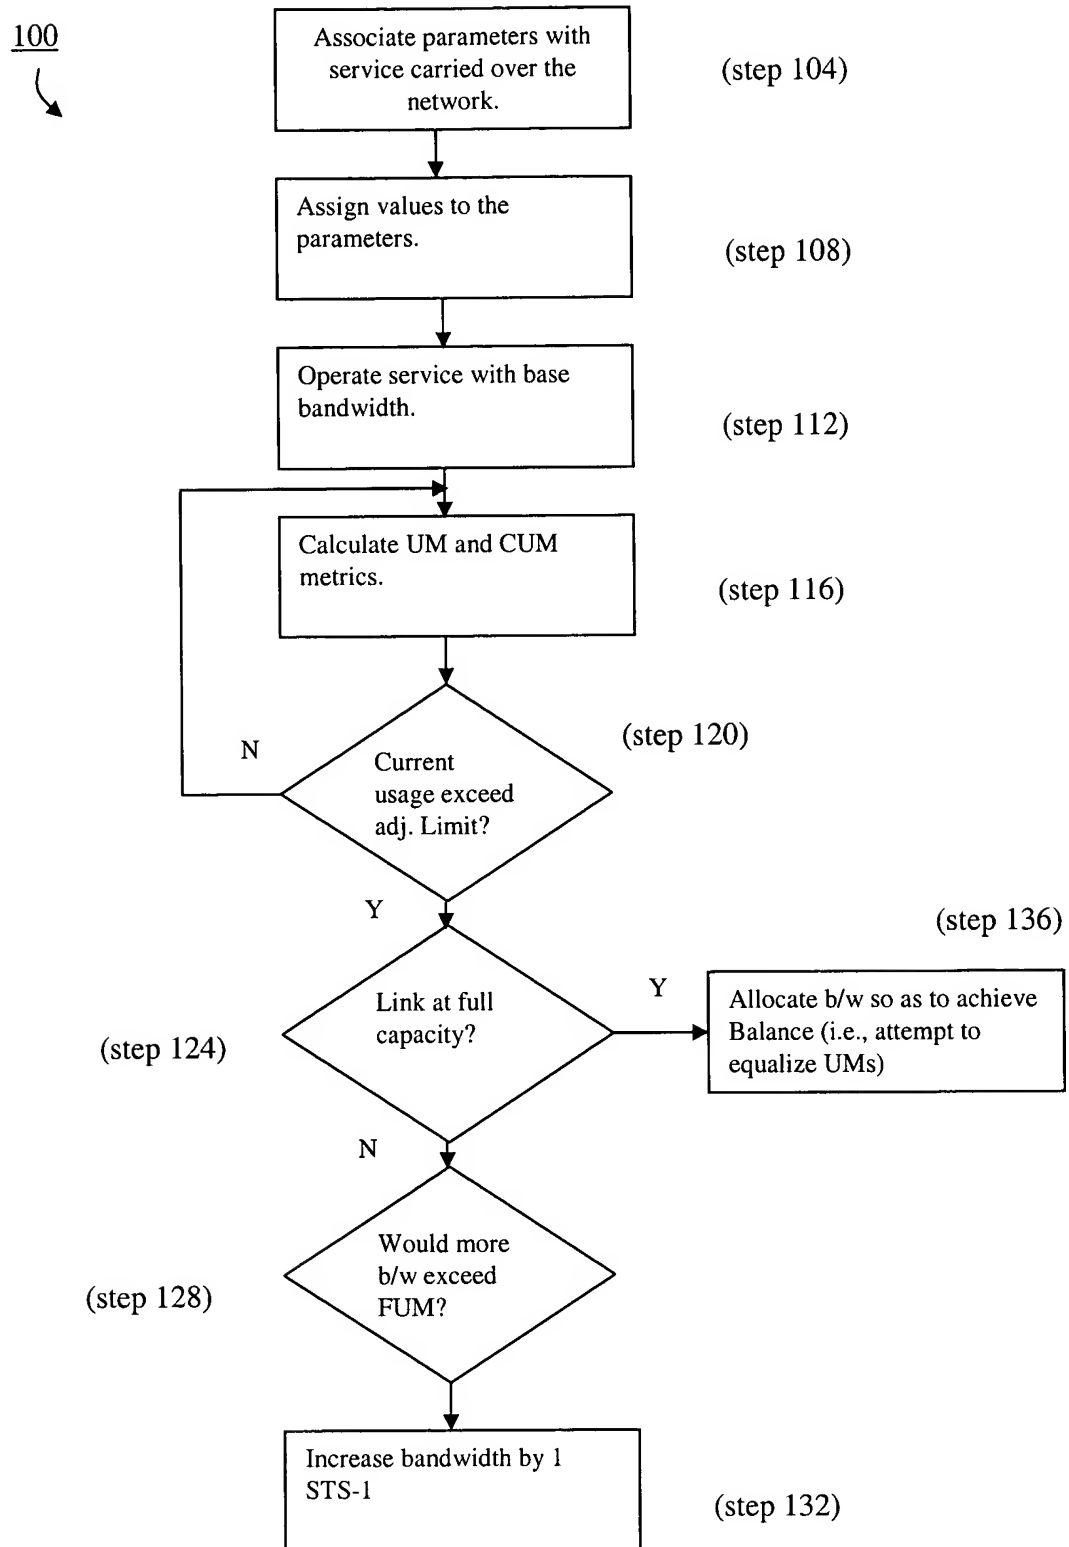 100
Associate parameters with
service carried over the
network.
(step 104)
Assign values to the
parameters.
(step 108)
Operate service with base
bandwidth.
(step 112)
Calculate UM and CUM
metrics.
(step 116)
(step 120)
N
Current
usage exceed
adj. Limit?
Y
(step 136)
Link at full
capacity?
Y
Allocate b/w so as to achieve
Balance (i.e., attempt to
equalize UMs)
(step 124)
N
Would more
b/w exceed
FUM?
(step 128)
Increase bandwidth by 1
STS-1
(step 132)